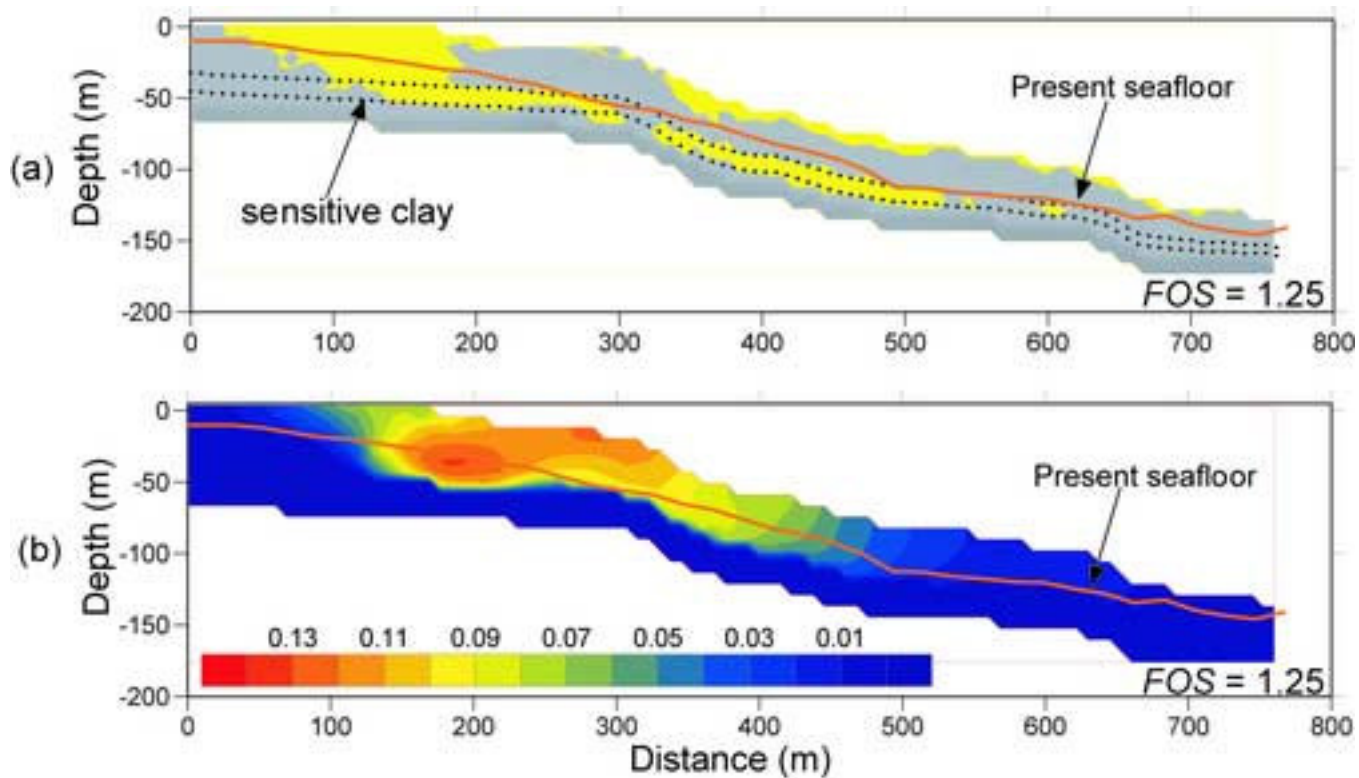 (a)
Depth (m)
0
-50
-100
-150
-200
sensitive clay
Present seafloor
FOS = 1.25
0 100 200 300 400 500 600 700 800
(b)
Depth (m)
0
-50
-100
-150
-200
Present seafloor
0.13 0.11 0.09 0.07 0.05 0.03 0.01
FOS = 1.25
0 100 200 300 400 500 600 700 800
Distance (m)